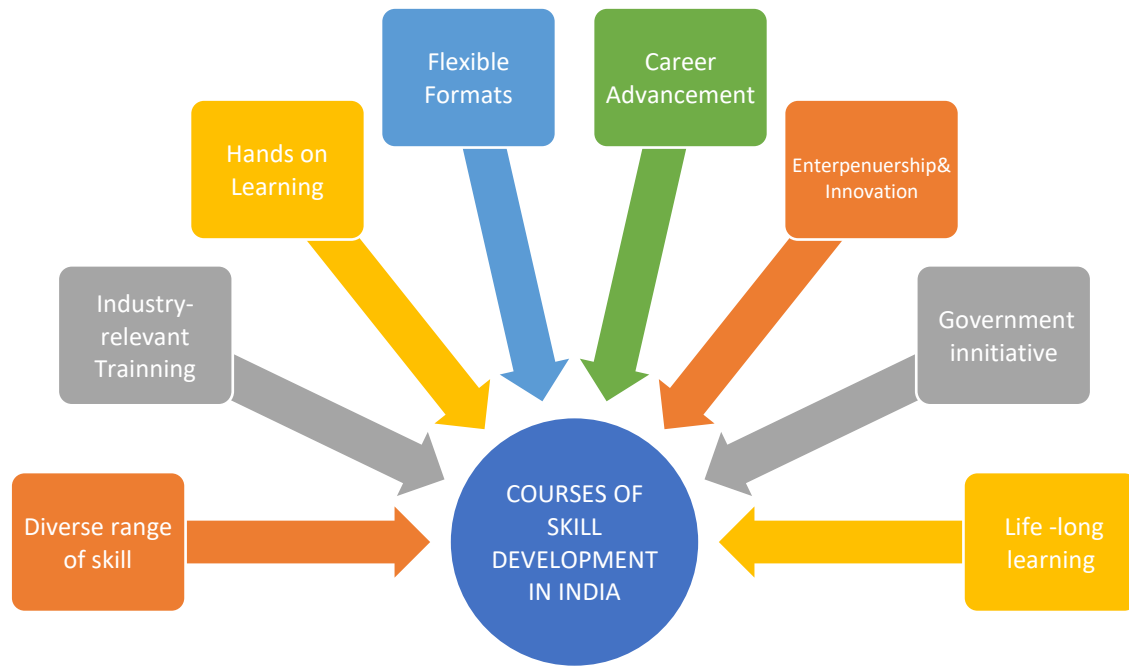 Flexible
Formats
Career
Advancement
Hands on
Learning
Enterpenuership&
Innovation
Industry-
relevant
Trainning
Government
innitiative
Diverse range
of skill
COURSES OF
SKILL
DEVELOPMENT
IN INDIA
Life -long
learning